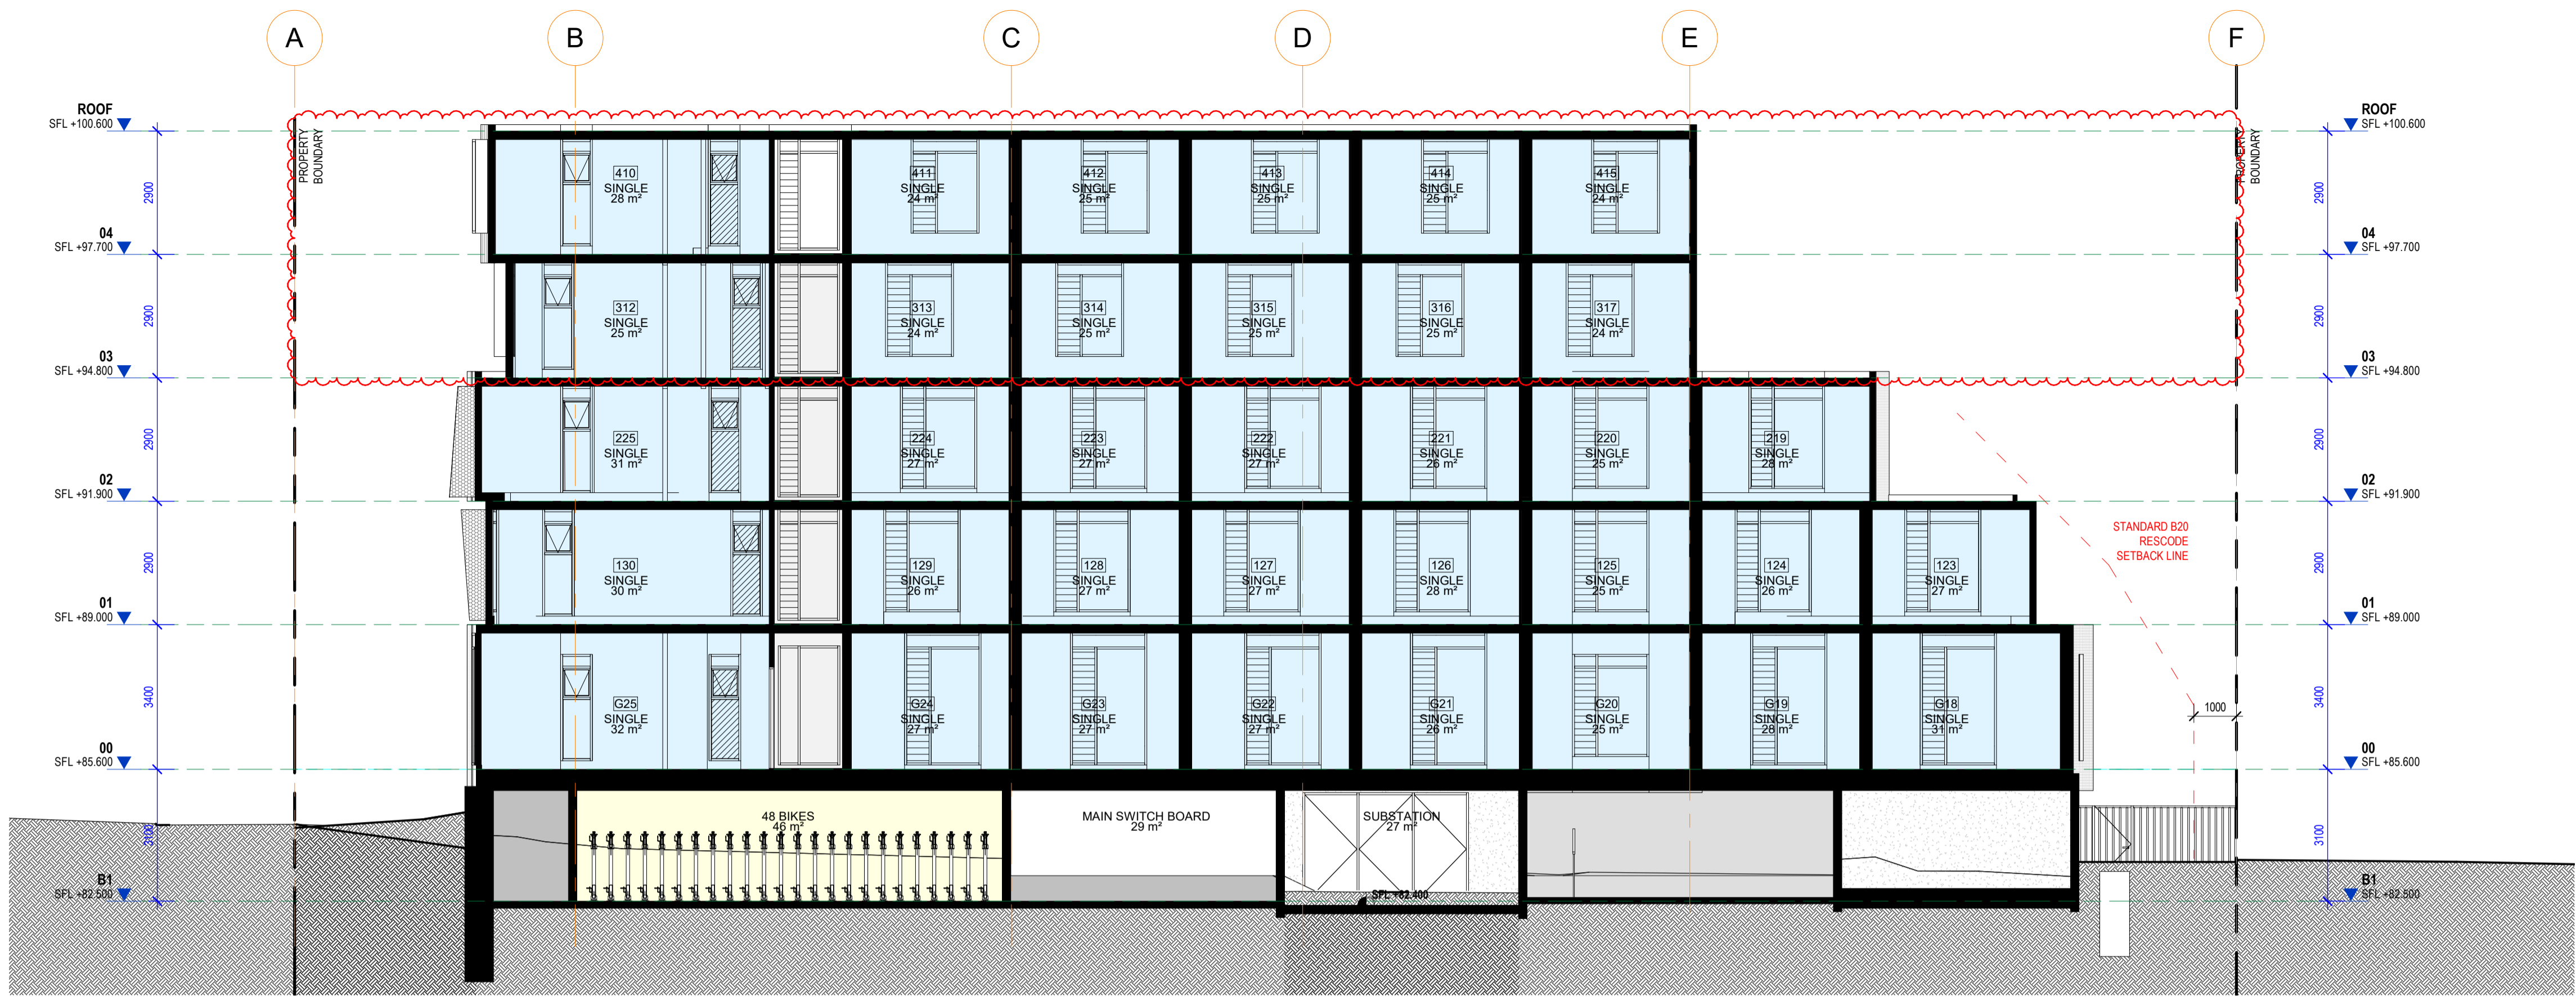 A B C D E F
ROOF
SFL +100.600
ROOF
SFL +100.600
PROPERTY
BOUNDARY
PROPERTY
BOUNDARY
2900
410
SINGLE
28 m²
411
SINGLE
24 m²
412
SINGLE
25 m²
413
SINGLE
25 m²
414
SINGLE
25 m²
415
SINGLE
24 m²
2900
04
SFL +97.700
04
SFL +97.700
2900
312
SINGLE
25 m²
313
SINGLE
24 m²
314
SINGLE
25 m²
315
SINGLE
25 m²
316
SINGLE
25 m²
317
SINGLE
24 m²
2900
03
SFL +94.800
03
SFL +94.800
2900
225
SINGLE
31 m²
224
SINGLE
27 m²
223
SINGLE
27 m²
222
SINGLE
27 m²
221
SINGLE
26 m²
220
SINGLE
25 m²
219
SINGLE
28 m²
2900
02
SFL +91.900
02
SFL +91.900
STANDARD B20
RESCODE
SETBACK LINE
2900
130
SINGLE
30 m²
129
SINGLE
26 m²
128
SINGLE
27 m²
127
SINGLE
27 m²
126
SINGLE
28 m²
125
SINGLE
25 m²
124
SINGLE
26 m²
123
SINGLE
27 m²
2900
01
SFL +89.000
01
SFL +89.000
3400
G25
SINGLE
32 m²
G24
SINGLE
27 m²
G23
SINGLE
27 m²
G22
SINGLE
27 m²
G21
SINGLE
26 m²
G20
SINGLE
25 m²
G19
SINGLE
28 m²
G18
SINGLE
31 m²
1000
3400
00
SFL +85.600
00
SFL +85.600
3100
48 BIKES
46 m²
MAIN SWITCH BOARD
29 m²
SUBSTATION
27 m²
3100
SFL +82.400
B1
SFL +82.500
B1
SFL +82.500